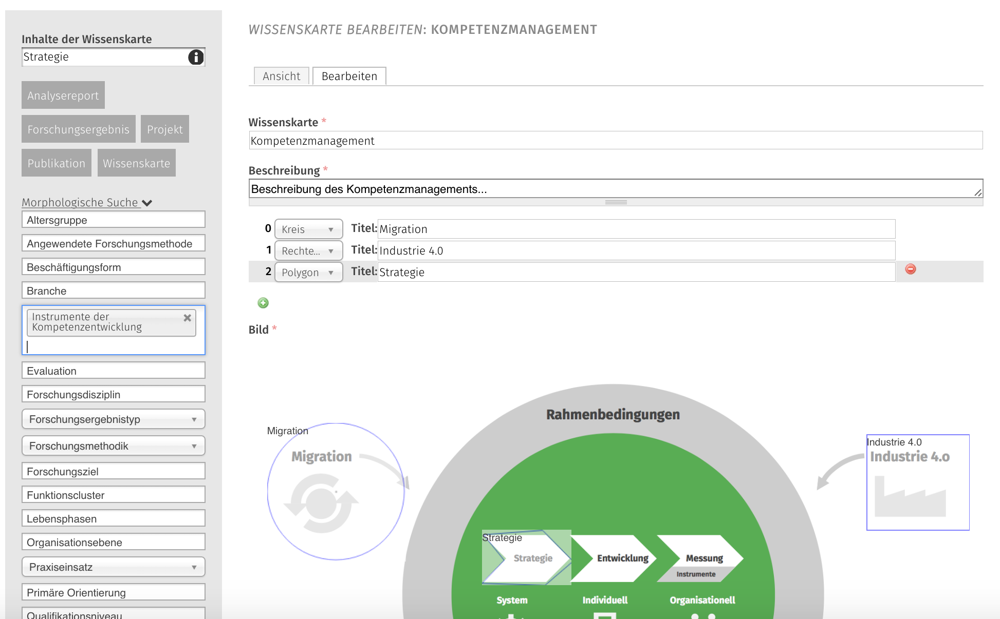 Inhalte der Wissenskarte
Strategie
Analysereport
Forschungsergebnis Projekt
Publikation Wissenskarte
Morphologische Suche
Altersgruppe
Angewendete Forschungsmethode
Beschäftigungsform
Branche
Instrumente der
Kompetenzentwicklung
Evaluation
Forschungsdisziplin
Forschungsergebnistyp
Forschungsmethodik
Forschungsziel
Funktionscluster
Lebensphasen
Organisationsebene
Praxiseinsatz
Primäre Orientierung
Qualifikationsniveau
WISSENSKARTE BEARBEITEN: KOMPETENZMANAGEMENT
Ansicht Bearbeiten
Wissenskarte *
Kompetenzmanagement
Beschreibung *
Beschreibung des Kompetenzmanagements...
0 Kreis Titel: Migration
1 Rechte... Titel: Industrie 4.0
2 Polygon Titel: Strategie
Bild *
Rahmenbedingungen
Migration
Migration
Industrie 4.0
Industrie 4.0
Strategie
Strategie Entwicklung Messung
Instrumente
System Individuell Organisationell